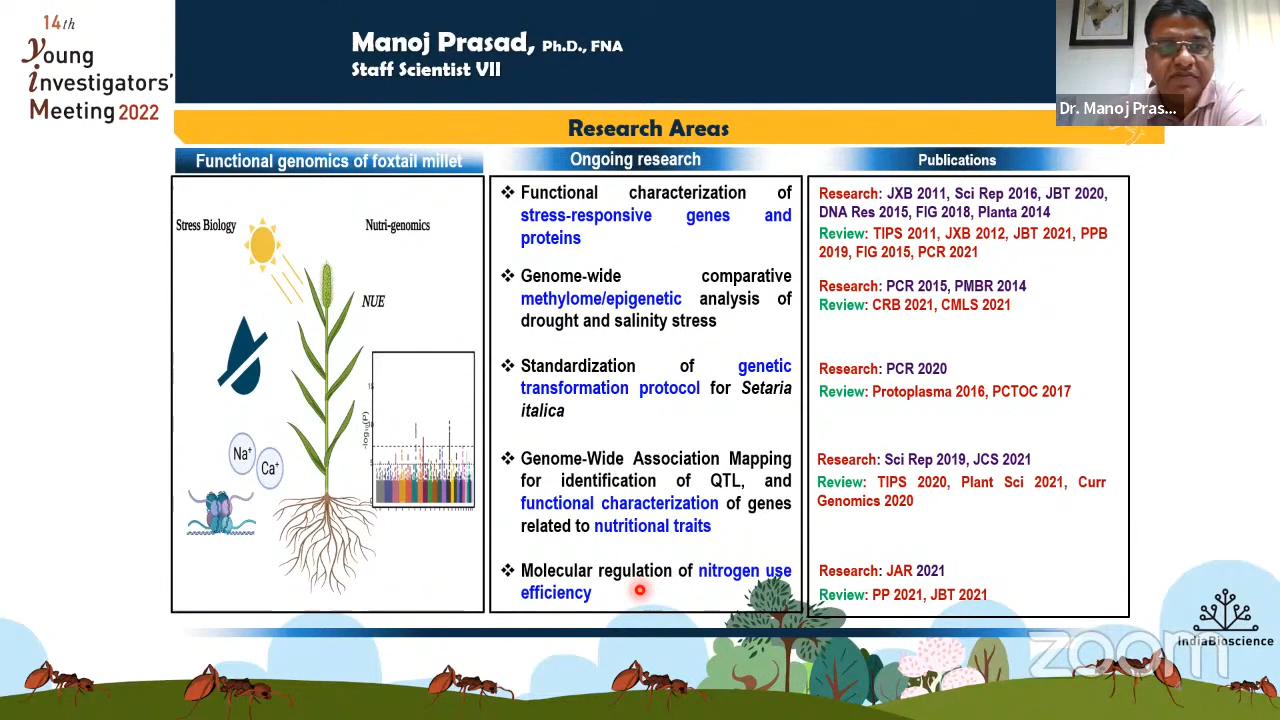 14th
Young
investigators'
Meeting 2022
Manoj Prasad, Ph.D., FNA
Staff Scientist VII
Dr. Manoj Pras...
Research Areas
Functional genomics of foxtail millet
Stress Biology
Nutri-genomics
NUE
Na+
Ca+
-log10(P)
15
10
5
Ongoing research
❖ Functional characterization of
stress-responsive genes and
proteins
❖ Genome-wide comparative
methylome/epigenetic analysis of
drought and salinity stress
❖ Standardization of genetic
transformation protocol for Setaria
italica
❖ Genome-Wide Association Mapping
for identification of QTL, and
functional characterization of genes
related to nutritional traits
❖ Molecular regulation of nitrogen use
efficiency
Publications
Research: JXB 2011, Sci Rep 2016, JBT 2020,
DNA Res 2015, FIG 2018, Planta 2014
Review: TIPS 2011, JXB 2012, JBT 2021, PPB
2019, FIG 2015, PCR 2021
Research: PCR 2015, PMBR 2014
Review: CRB 2021, CMLS 2021
Research: PCR 2020
Review: Protoplasma 2016, PCTOC 2017
Research: Sci Rep 2019, JCS 2021
Review: TIPS 2020, Plant Sci 2021, Curr
Genomics 2020
Research: JAR 2021
Review: PP 2021, JBT 2021
IndiaBioscience
zoom